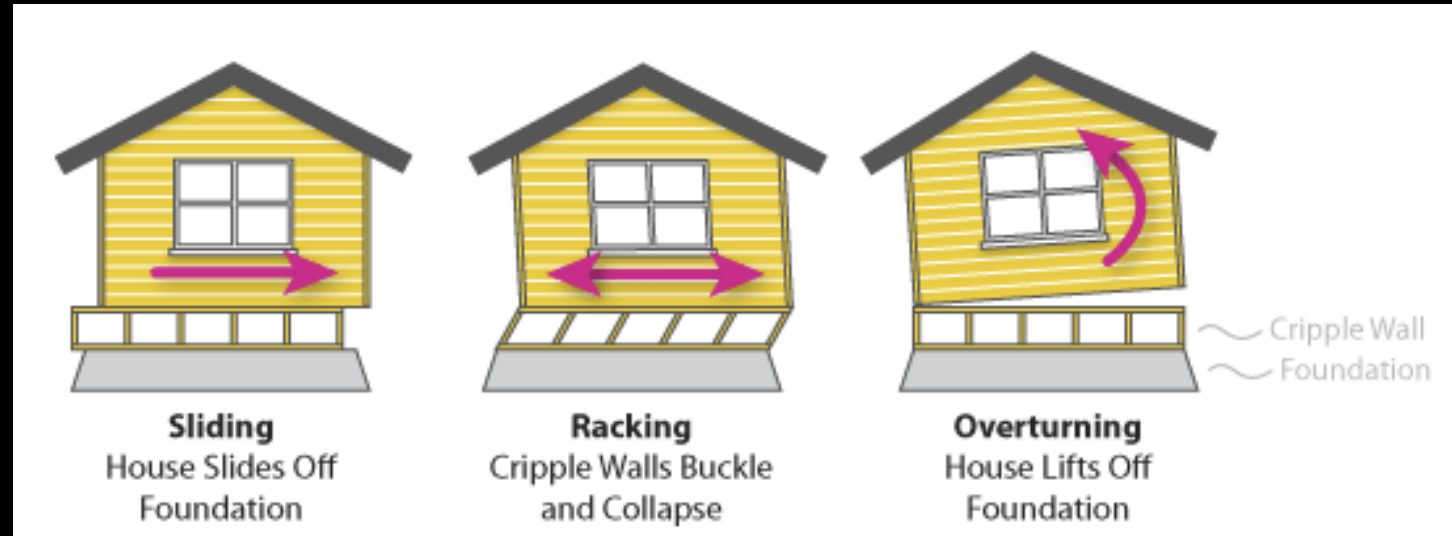 Cripple Wall
Foundation
Sliding
House Slides Off
Foundation
Racking
Cripple Walls Buckle
and Collapse
Overturning
House Lifts Off
Foundation